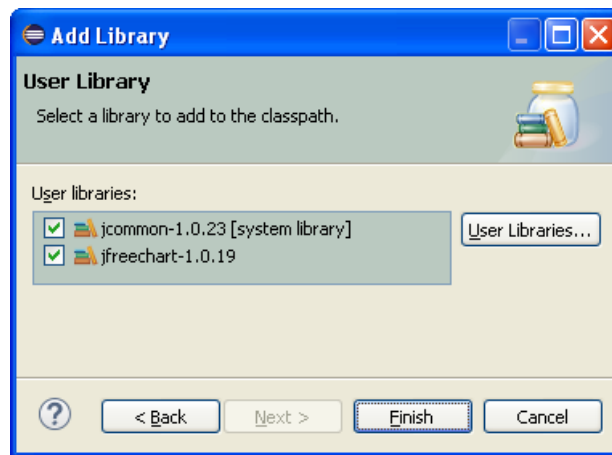 Add Library
User Library
Select a library to add to the classpath.
User libraries:
jcommon-1.0.23 [system library]
User Libraries...
jfreechart-1.0.19
?
< Back
Next >
Finish
Cancel